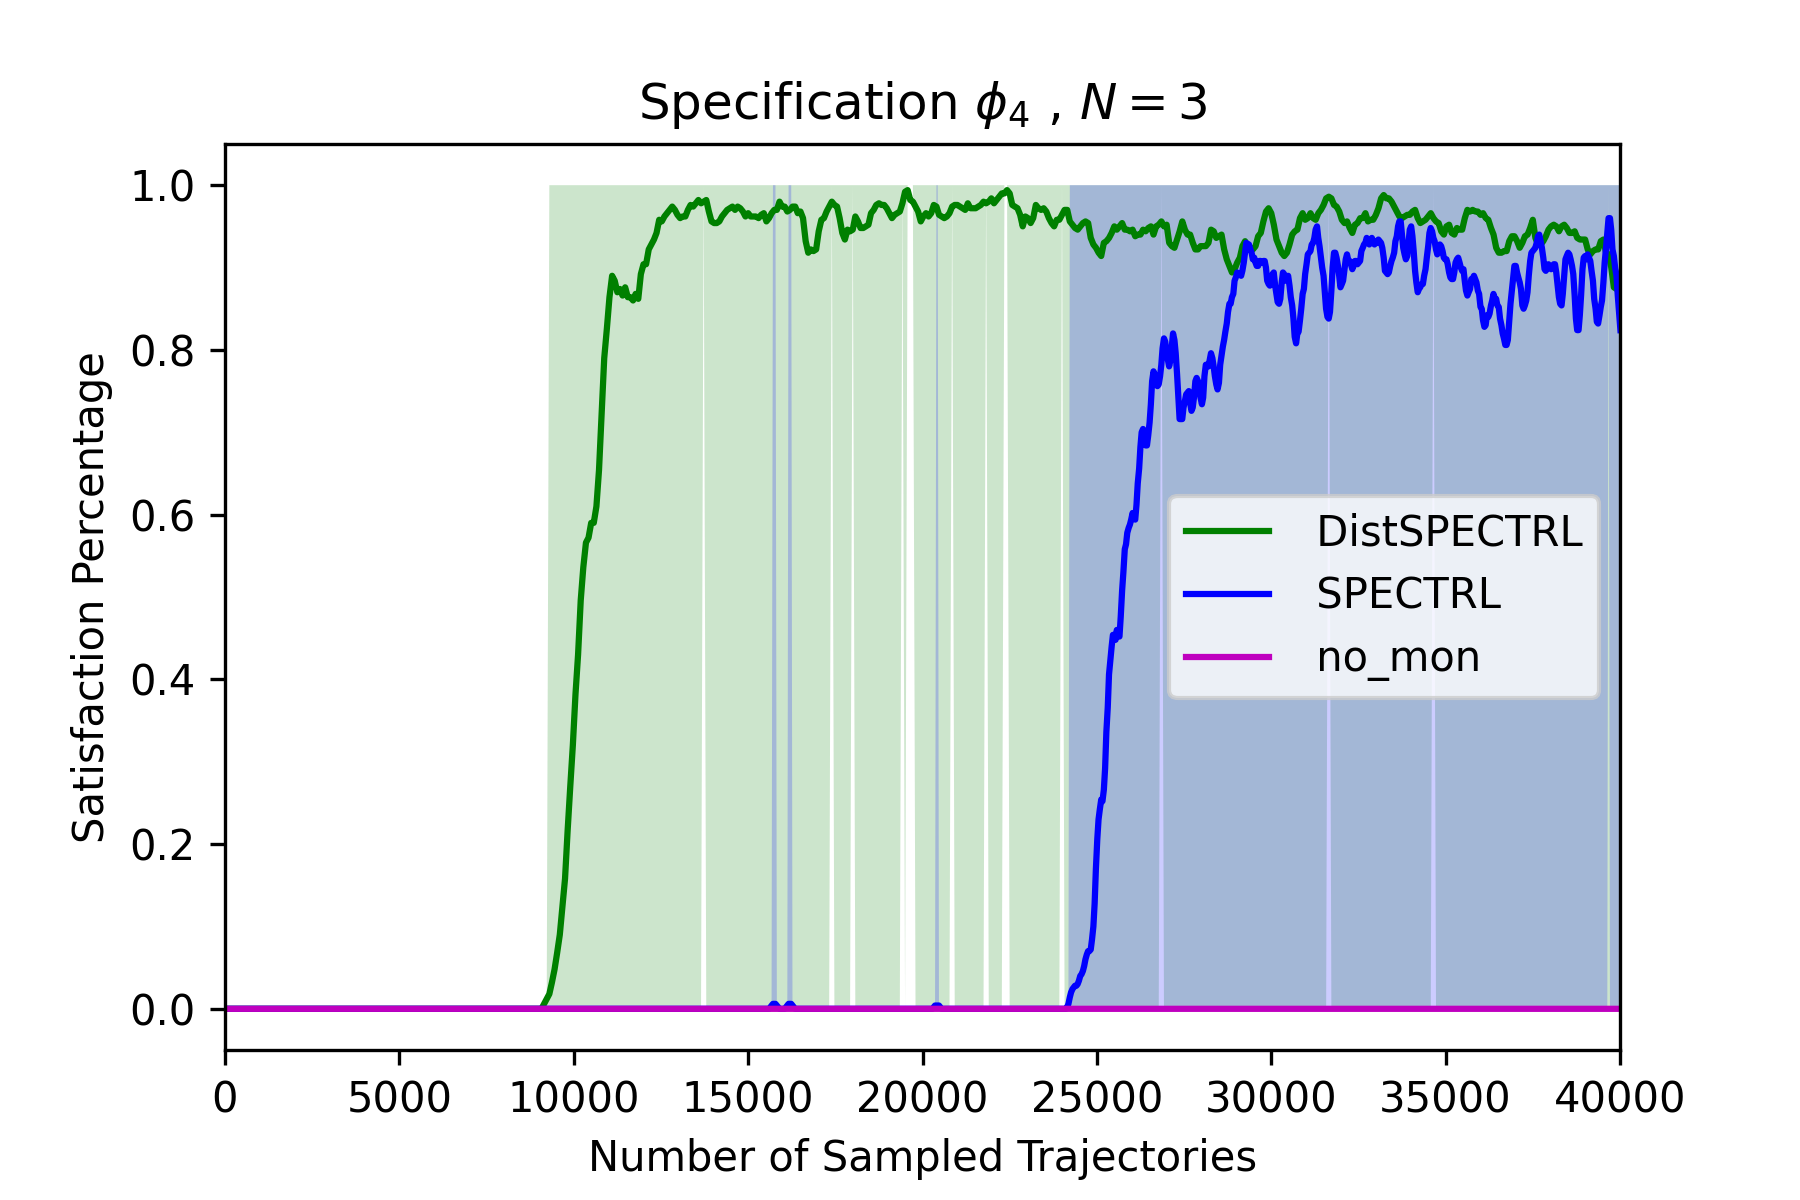 Specification ϕ₄ , N = 3
1.0
0.8
0.6
0.4
0.2
0.0
Satisfaction Percentage
DistSPECTRL
SPECTRL
no_mon
0 5000 10000 15000 20000 25000 30000 35000 40000
Number of Sampled Trajectories